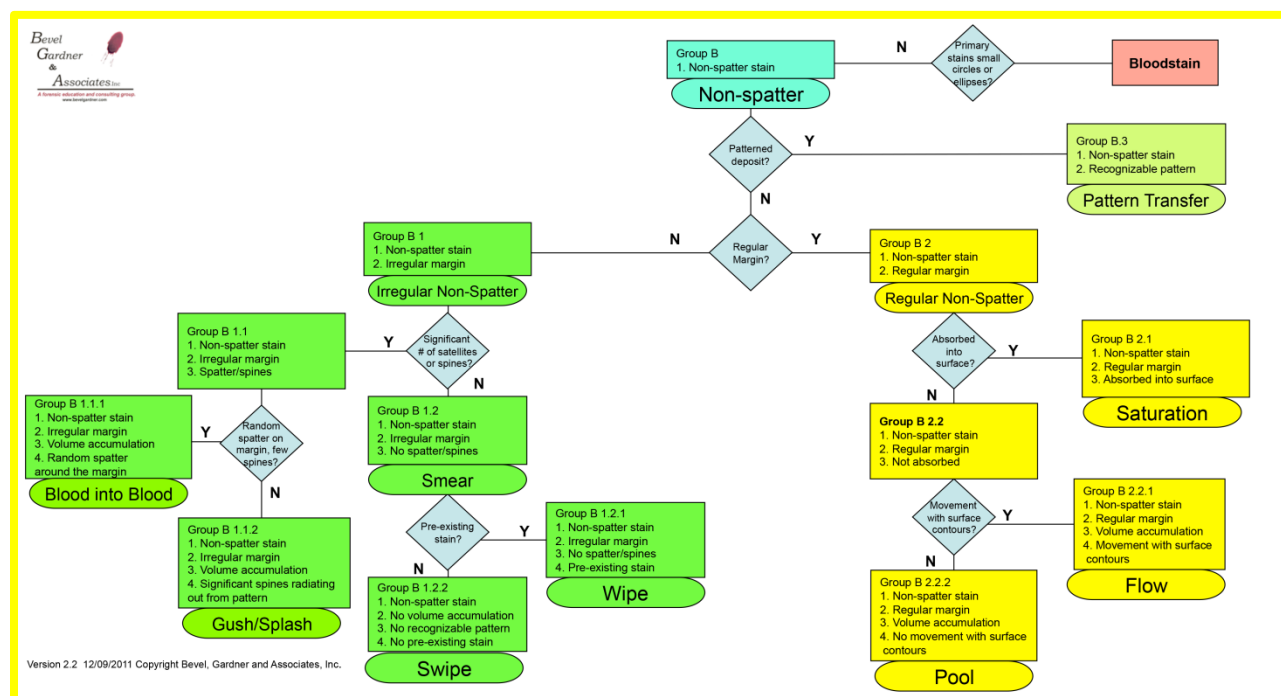 Bevel
Gardner
&
Associates Inc
A forensic education and consulting group.
www.bevelgardner.com
Group B
1. Non-spatter stain
Non-spatter
N
Primary
stains small
circles or
ellipses?
Bloodstain
Patterned
deposit?
Y
Group B.3
1. Non-spatter stain
2. Recognizable pattern
Pattern Transfer
N
Group B 1
1. Non-spatter stain
2. Irregular margin
Irregular Non-Spatter
N
Regular
Margin?
Y
Group B 2
1. Non-spatter stain
2. Regular margin
Regular Non-Spatter
Group B 1.1
1. Non-spatter stain
2. Irregular margin
3. Spatter/spines
Y
Significant
# of satellites
or spines?
N
Absorbed
into
surface?
Y
N
Group B 2.1
1. Non-spatter stain
2. Regular margin
3. Absorbed into surface
Saturation
Group B 1.1.1
1. Non-spatter stain
2. Irregular margin
3. Volume accumulation
4. Random spatter
around the margin
Blood into Blood
Y
Random
spatter on
margin, few
spines?
N
Group B 1.2
1. Non-spatter stain
2. Irregular margin
3. No spatter/spines
Smear
Group B 2.2
1. Non-spatter stain
2. Regular margin
3. Not absorbed
Group B 1.1.2
1. Non-spatter stain
2. Irregular margin
3. Volume accumulation
4. Significant spines radiating
out from pattern
Gush/Splash
Pre-existing
stain?
Y
N
Group B 1.2.1
1. Non-spatter stain
2. Irregular margin
3. No spatter/spines
4. Pre-existing stain
Wipe
Movement
with surface
contours?
Y
N
Group B 2.2.1
1. Non-spatter stain
2. Regular margin
3. Volume accumulation
4. Movement with surface
contours
Flow
Group B 1.2.2
1. Non-spatter stain
2. No volume accumulation
3. No recognizable pattern
4. No pre-existing stain
Swipe
Group B 2.2.2
1. Non-spatter stain
2. Regular margin
3. Volume accumulation
4. No movement with surface
contours
Pool
Version 2.2 12/09/2011 Copyright Bevel, Gardner and Associates, Inc.